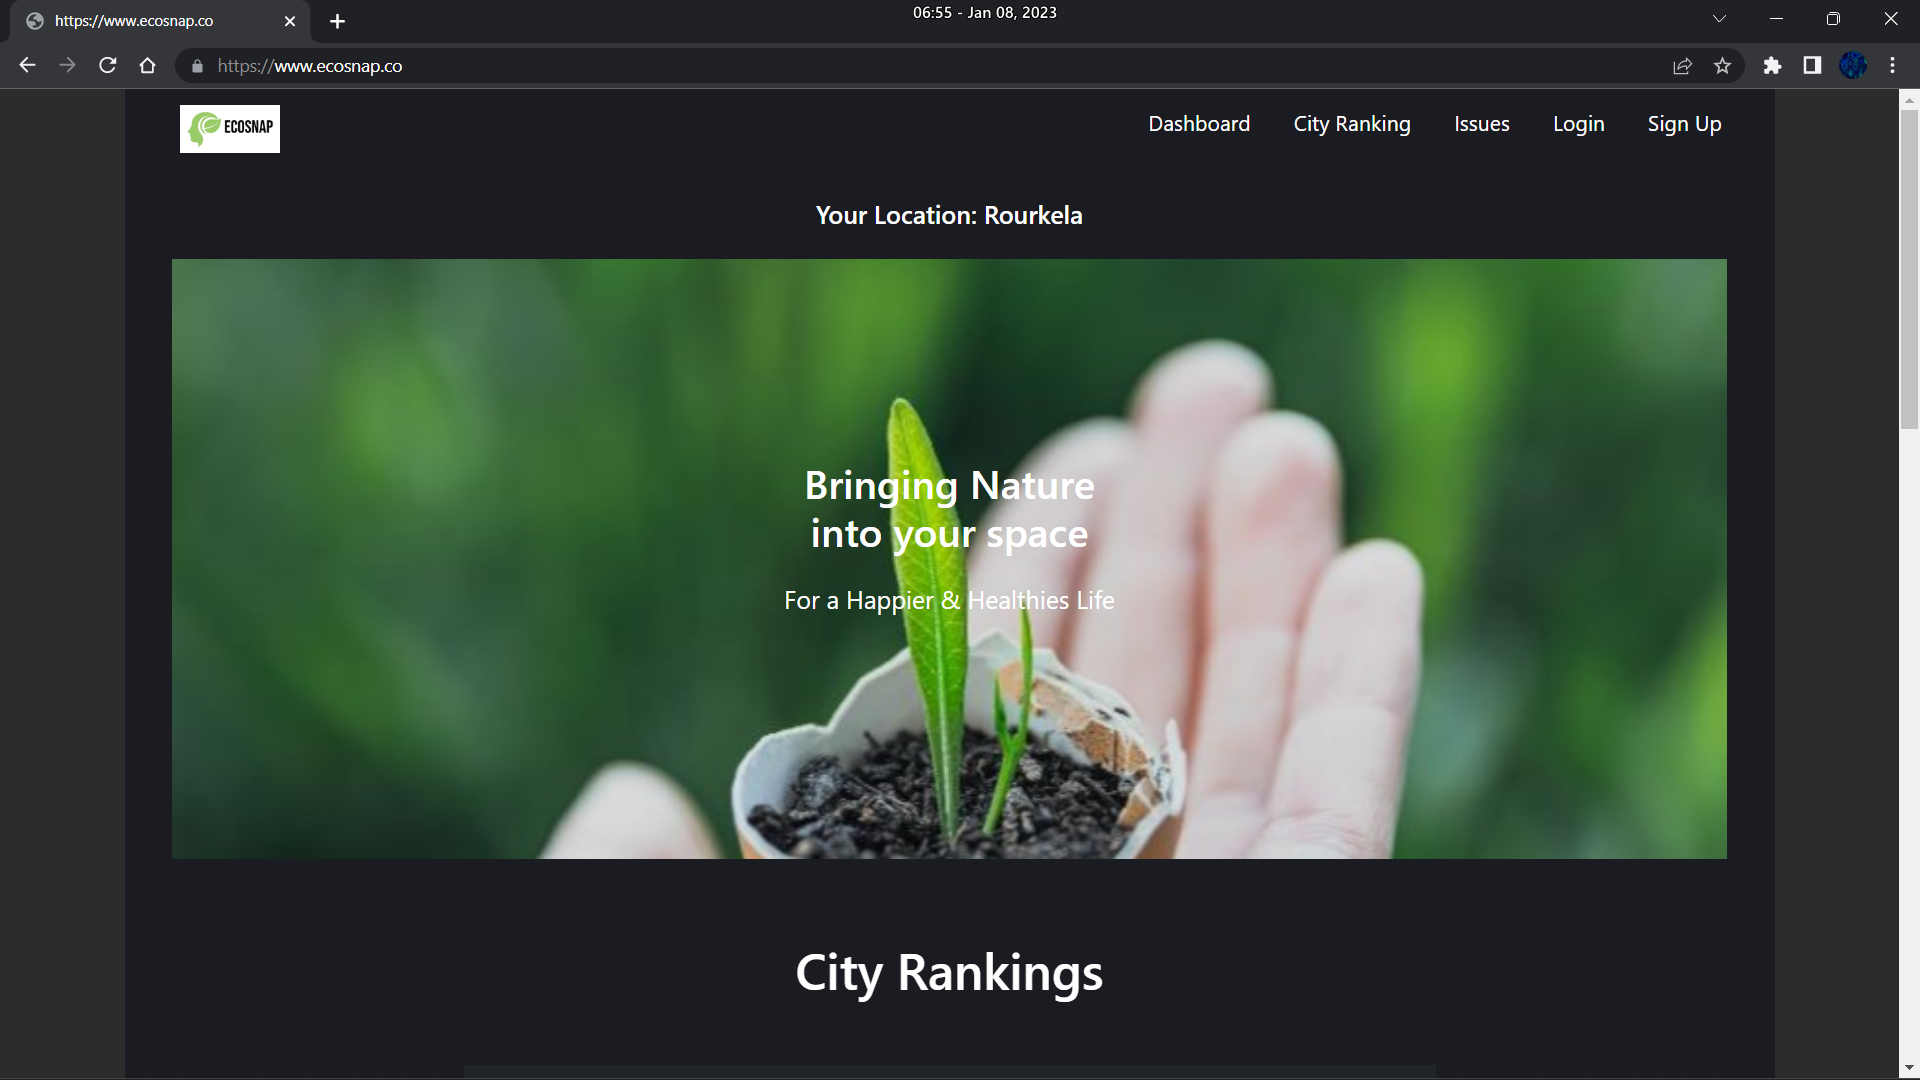 https://www.ecosnap.co
06:55 - Jan 08, 2023
https://www.ecosnap.co
ECOSNAP
Dashboard
City Ranking
Issues
Login
Sign Up
Your Location: Rourkela
Bringing Nature
into your space
For a Happier & Healthies Life
City Rankings